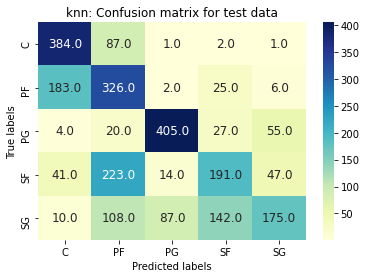 knn: Confusion matrix for test data
True labels
C 384.0 87.0 1.0 2.0 1.0
PF 183.0 326.0 2.0 25.0 6.0
PG 4.0 20.0 405.0 27.0 55.0
SF 41.0 223.0 14.0 191.0 47.0
SG 10.0 108.0 87.0 142.0 175.0
C PF PG SF SG
Predicted labels
400
350
300
250
200
150
100
50